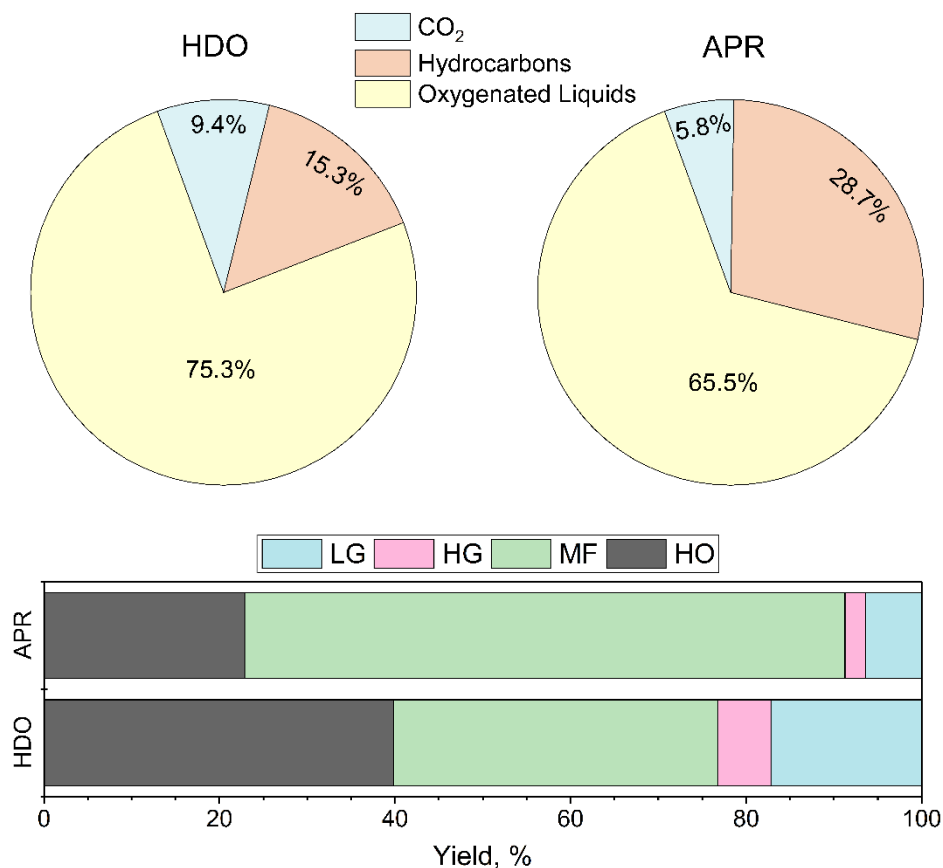 HDO
CO₂
Hydrocarbons
Oxygenated Liquids
APR
9.4%
15.3%
75.3%
5.8%
28.7%
65.5%
LG HG MF HO
APR
HDO
0 20 40 60 80 100
Yield, %